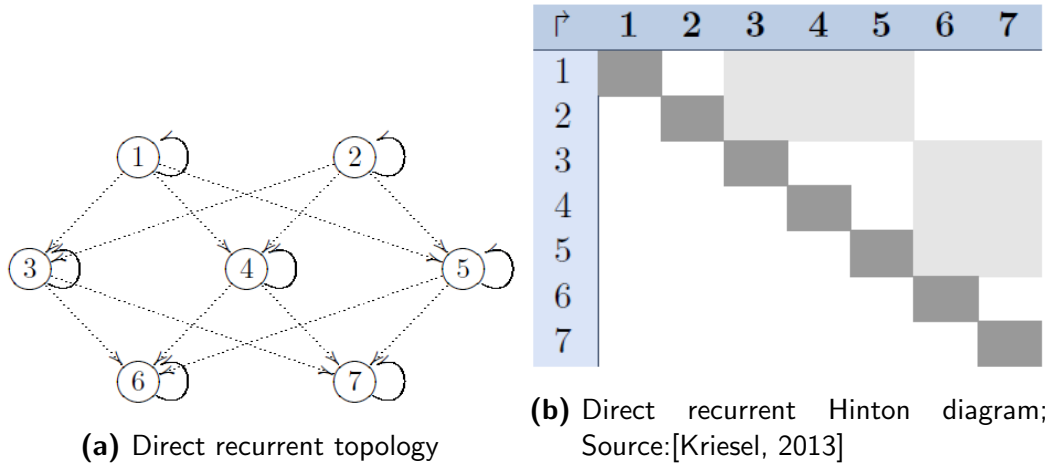 1 2
3 4 5
6 7
(a) Direct recurrent topology
↱ 1 2 3 4 5 6 7
1
2
3
4
5
6
7
(b) Direct recurrent Hinton diagram;
Source:[Kriesel, 2013]